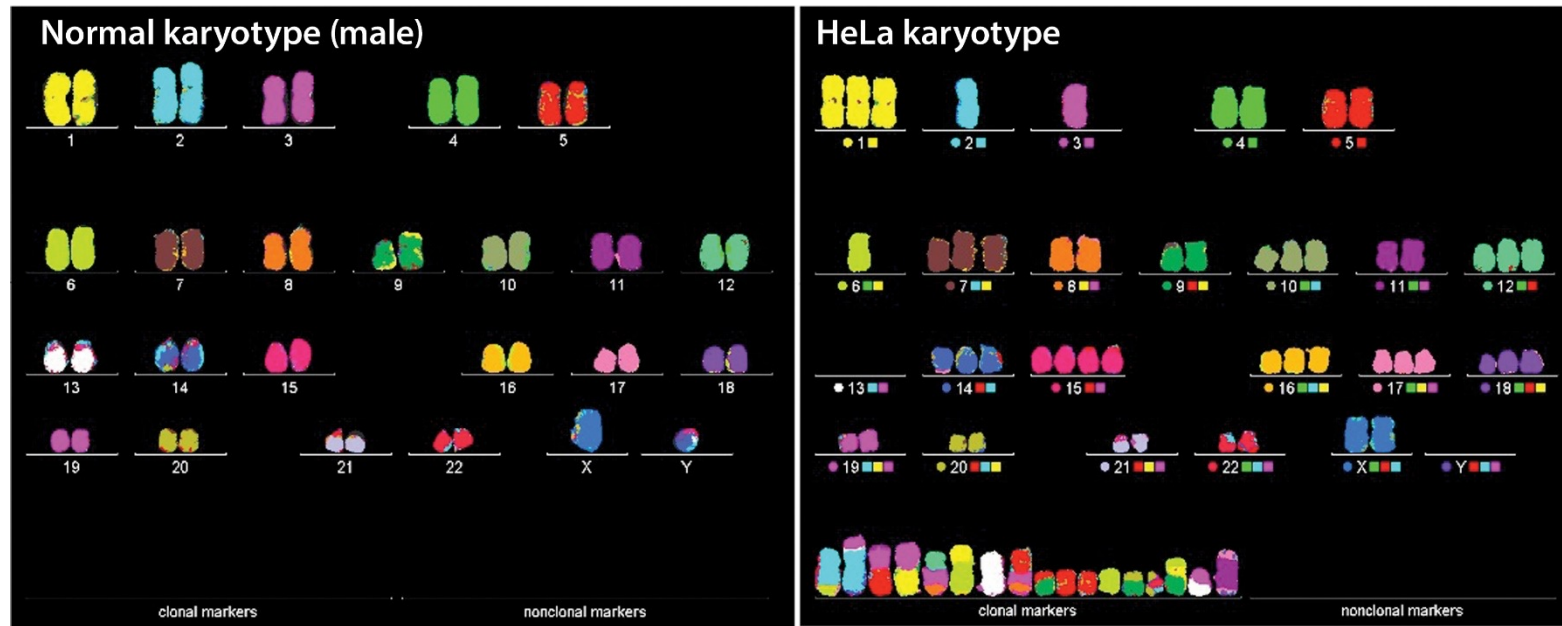 Normal karyotype (male)
1 2 3 4 5
6 7 8 9 10 11 12
13 14 15 16 17 18
19 20 21 22 X Y
clonal markers nonclonal markers
HeLa karyotype
1 2 3 4 5
6 7 8 9 10 11 12
13 14 15 16 17 18
19 20 21 22 X Y
clonal markers nonclonal markers